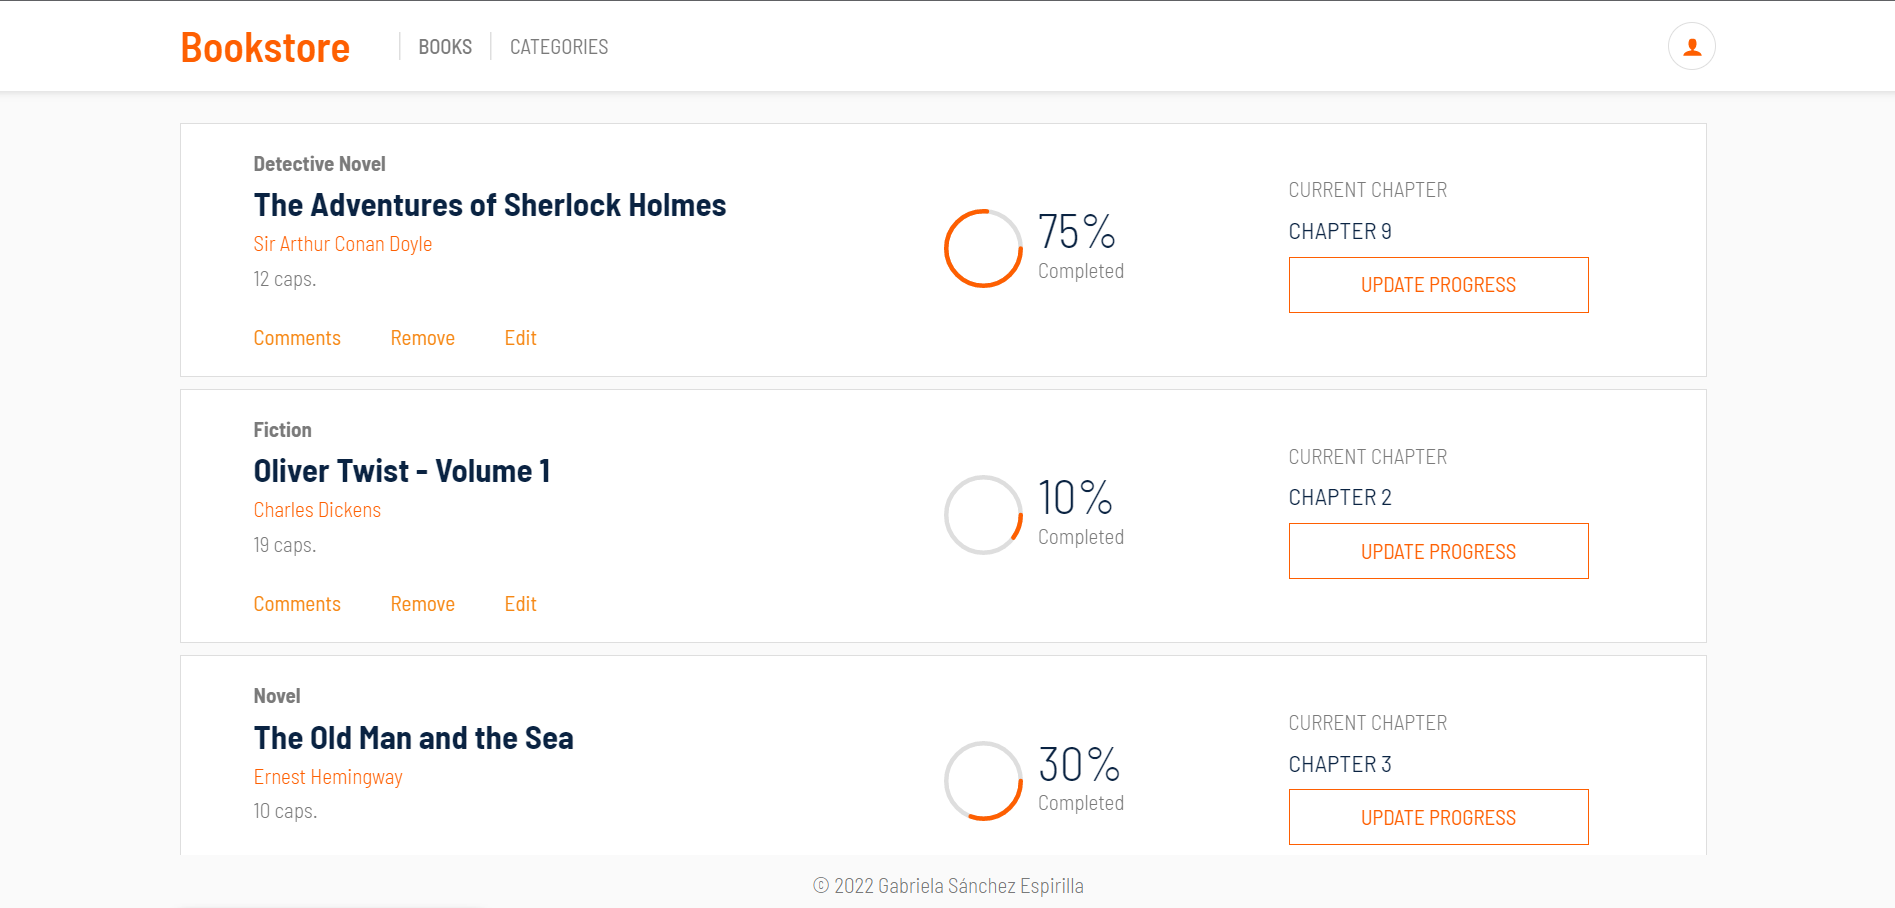 Bookstore
BOOKS
CATEGORIES
Detective Novel
The Adventures of Sherlock Holmes
Sir Arthur Conan Doyle
12 caps.
Comments
Remove
Edit
75%
Completed
CURRENT CHAPTER
CHAPTER 9
UPDATE PROGRESS
Fiction
Oliver Twist - Volume 1
Charles Dickens
19 caps.
Comments
Remove
Edit
10%
Completed
CURRENT CHAPTER
CHAPTER 2
UPDATE PROGRESS
Novel
The Old Man and the Sea
Ernest Hemingway
10 caps.
30%
Completed
CURRENT CHAPTER
CHAPTER 3
UPDATE PROGRESS
© 2022 Gabriela Sánchez Espirilla